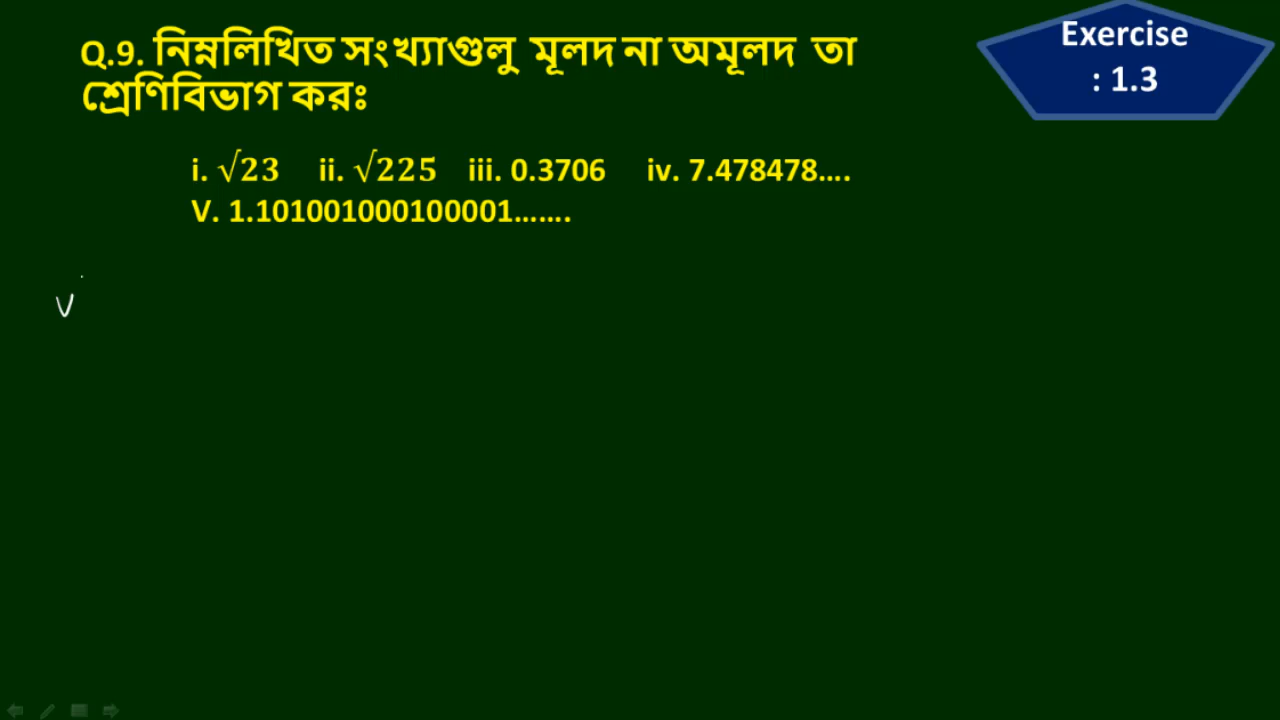 Q.9. নিম্নলিখিত সংখ্যাগুলু মূলদ না অমূলদ তা
শ্রেণিবিভাগ করঃ
Exercise
: 1.3
i. √23 ii. √225 iii. 0.3706 iv. 7.478478....
V. 1.101001000100001.......
V